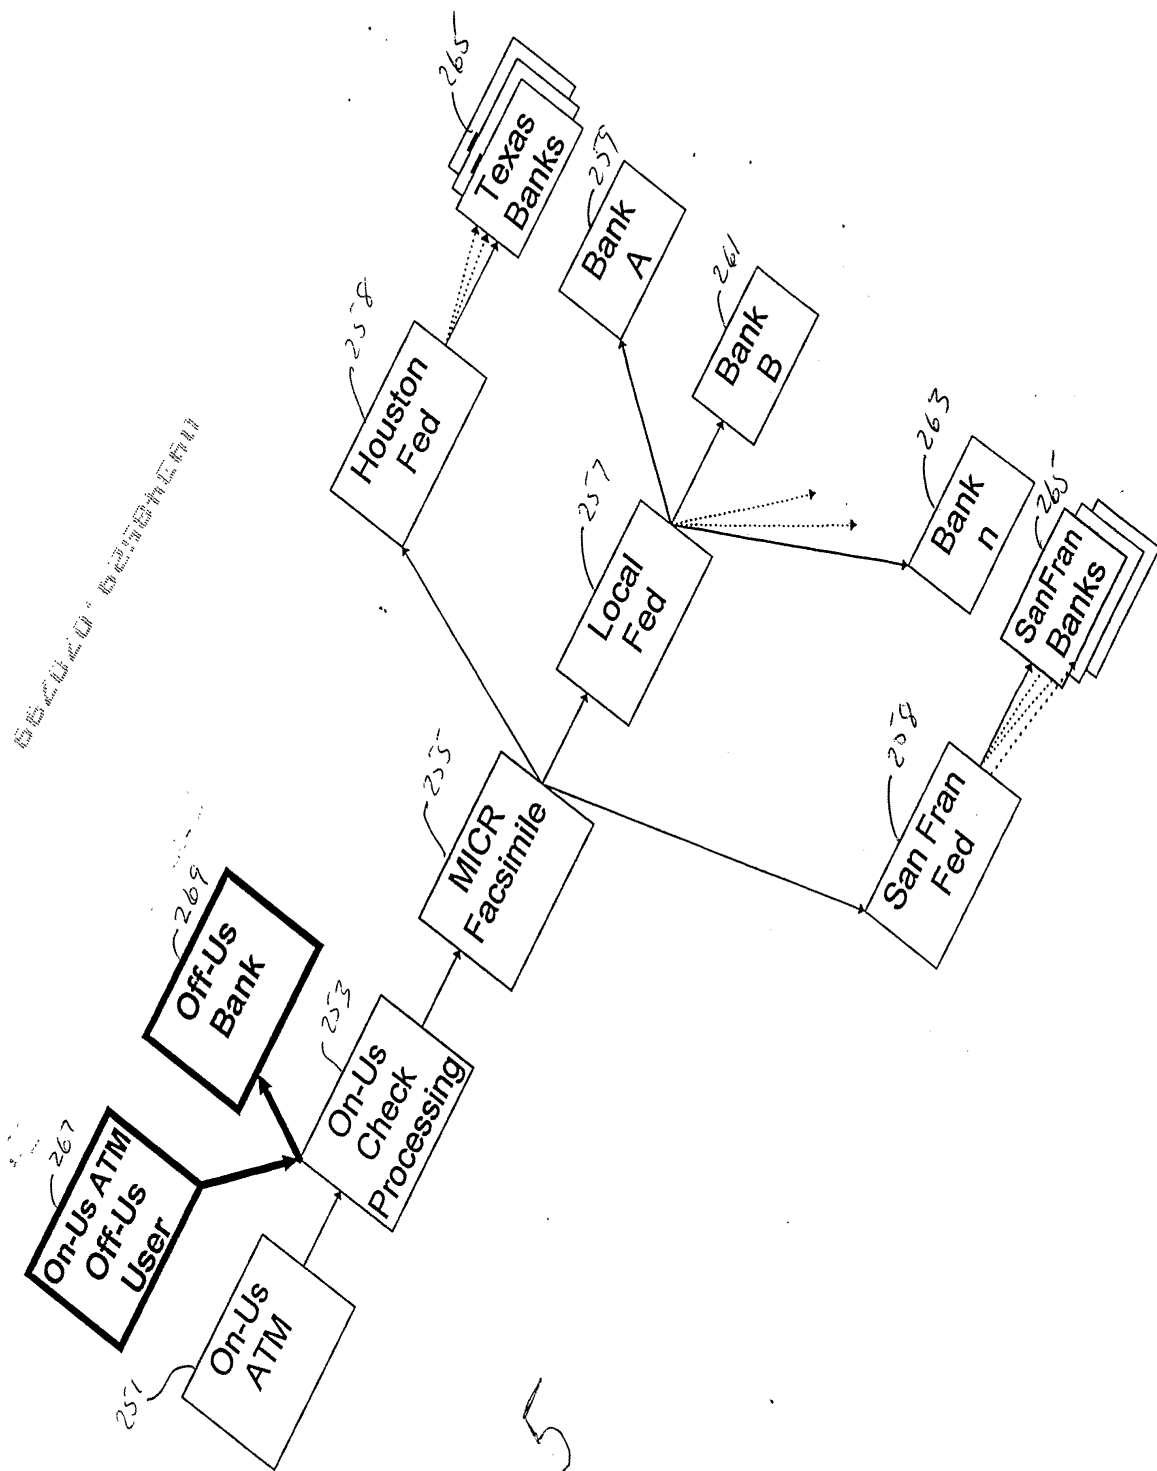 265
Texas
Banks
259
Bank
A
258
Houston
Fed
261
Bank
B
257
Local
Fed
263
Bank
n
265
SanFran
Banks
255
MICR
Facsimile
258
San Fran
Fed
269
Off-Us
Bank
253
On-Us
Check
Processing
267
On-Us ATM
Off-Us
User
251
On-Us
ATM
5